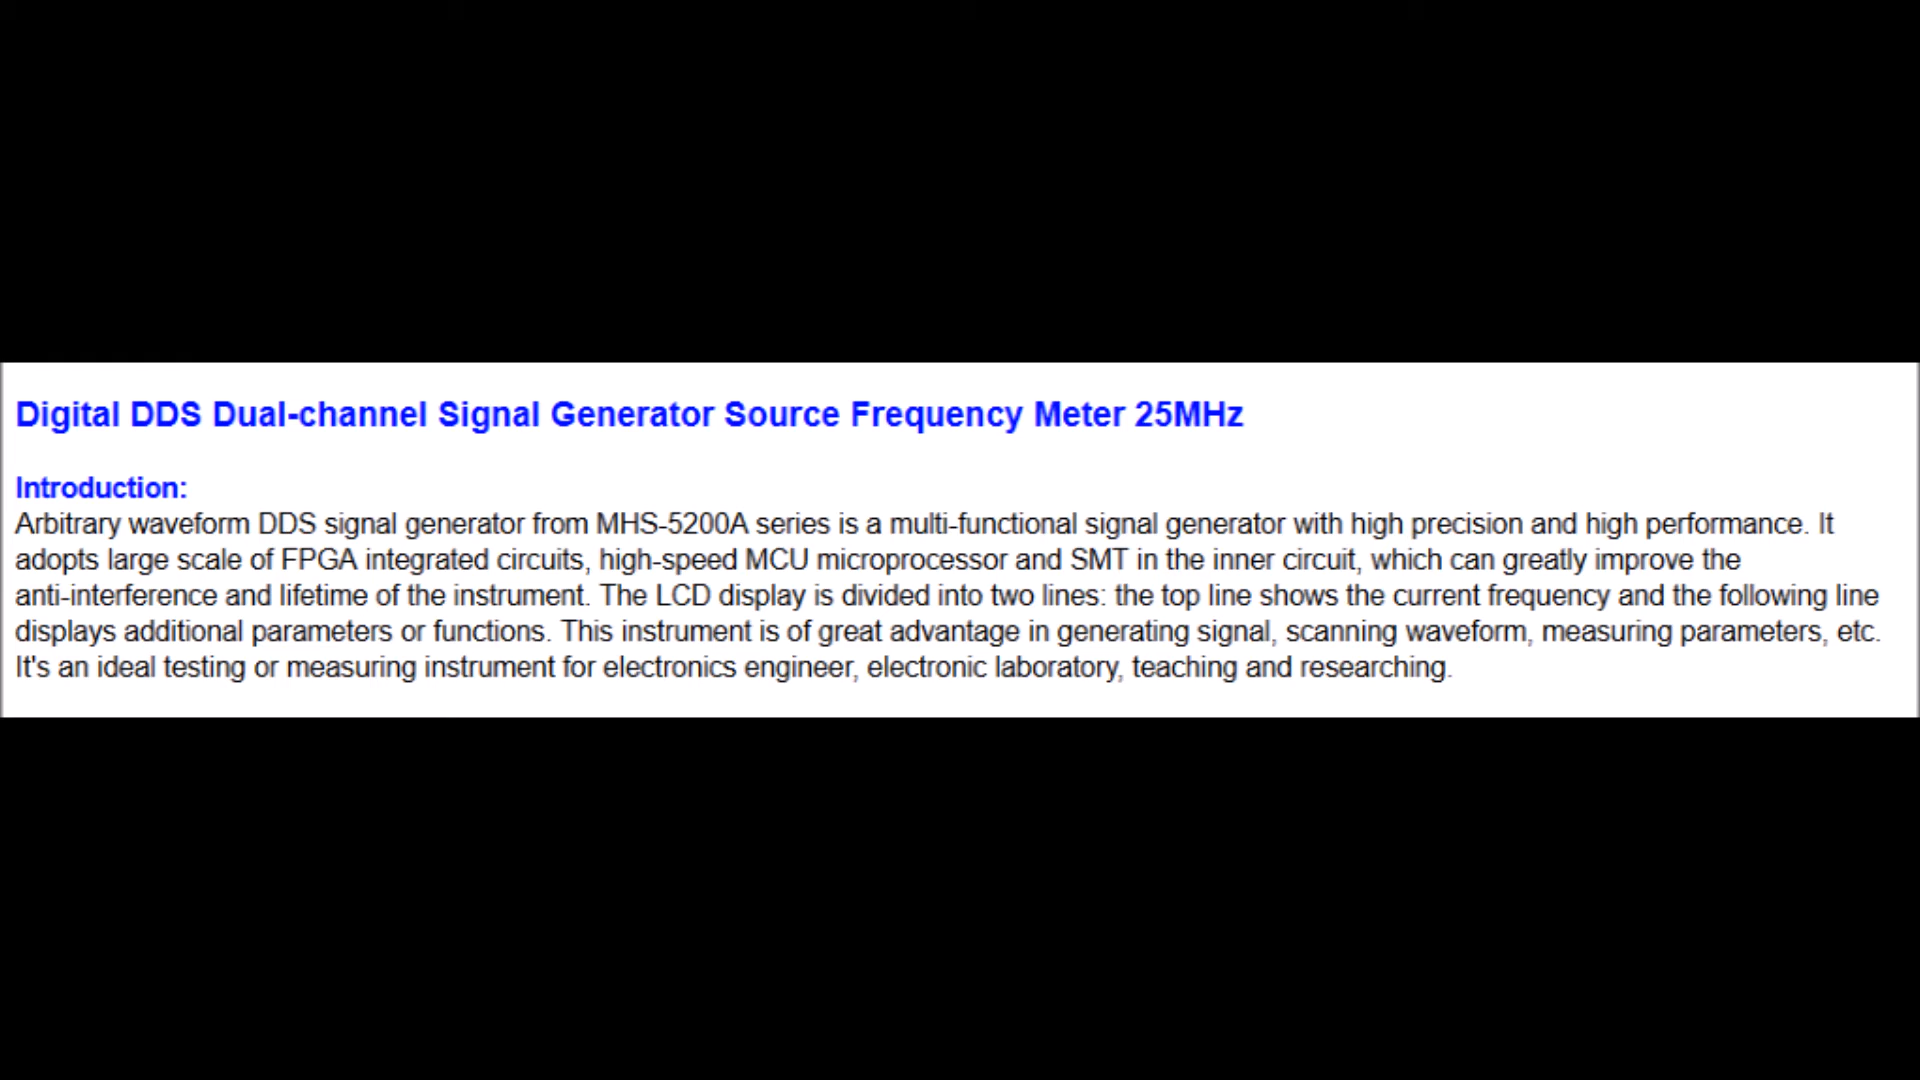 Digital DDS Dual-channel Signal Generator Source Frequency Meter 25MHz
Introduction:
Arbitrary waveform DDS signal generator from MHS-5200A series is a multi-functional signal generator with high precision and high performance. It
adopts large scale of FPGA integrated circuits, high-speed MCU microprocessor and SMT in the inner circuit, which can greatly improve the
anti-interference and lifetime of the instrument. The LCD display is divided into two lines: the top line shows the current frequency and the following line
displays additional parameters or functions. This instrument is of great advantage in generating signal, scanning waveform, measuring parameters, etc.
It's an ideal testing or measuring instrument for electronics engineer, electronic laboratory, teaching and researching.